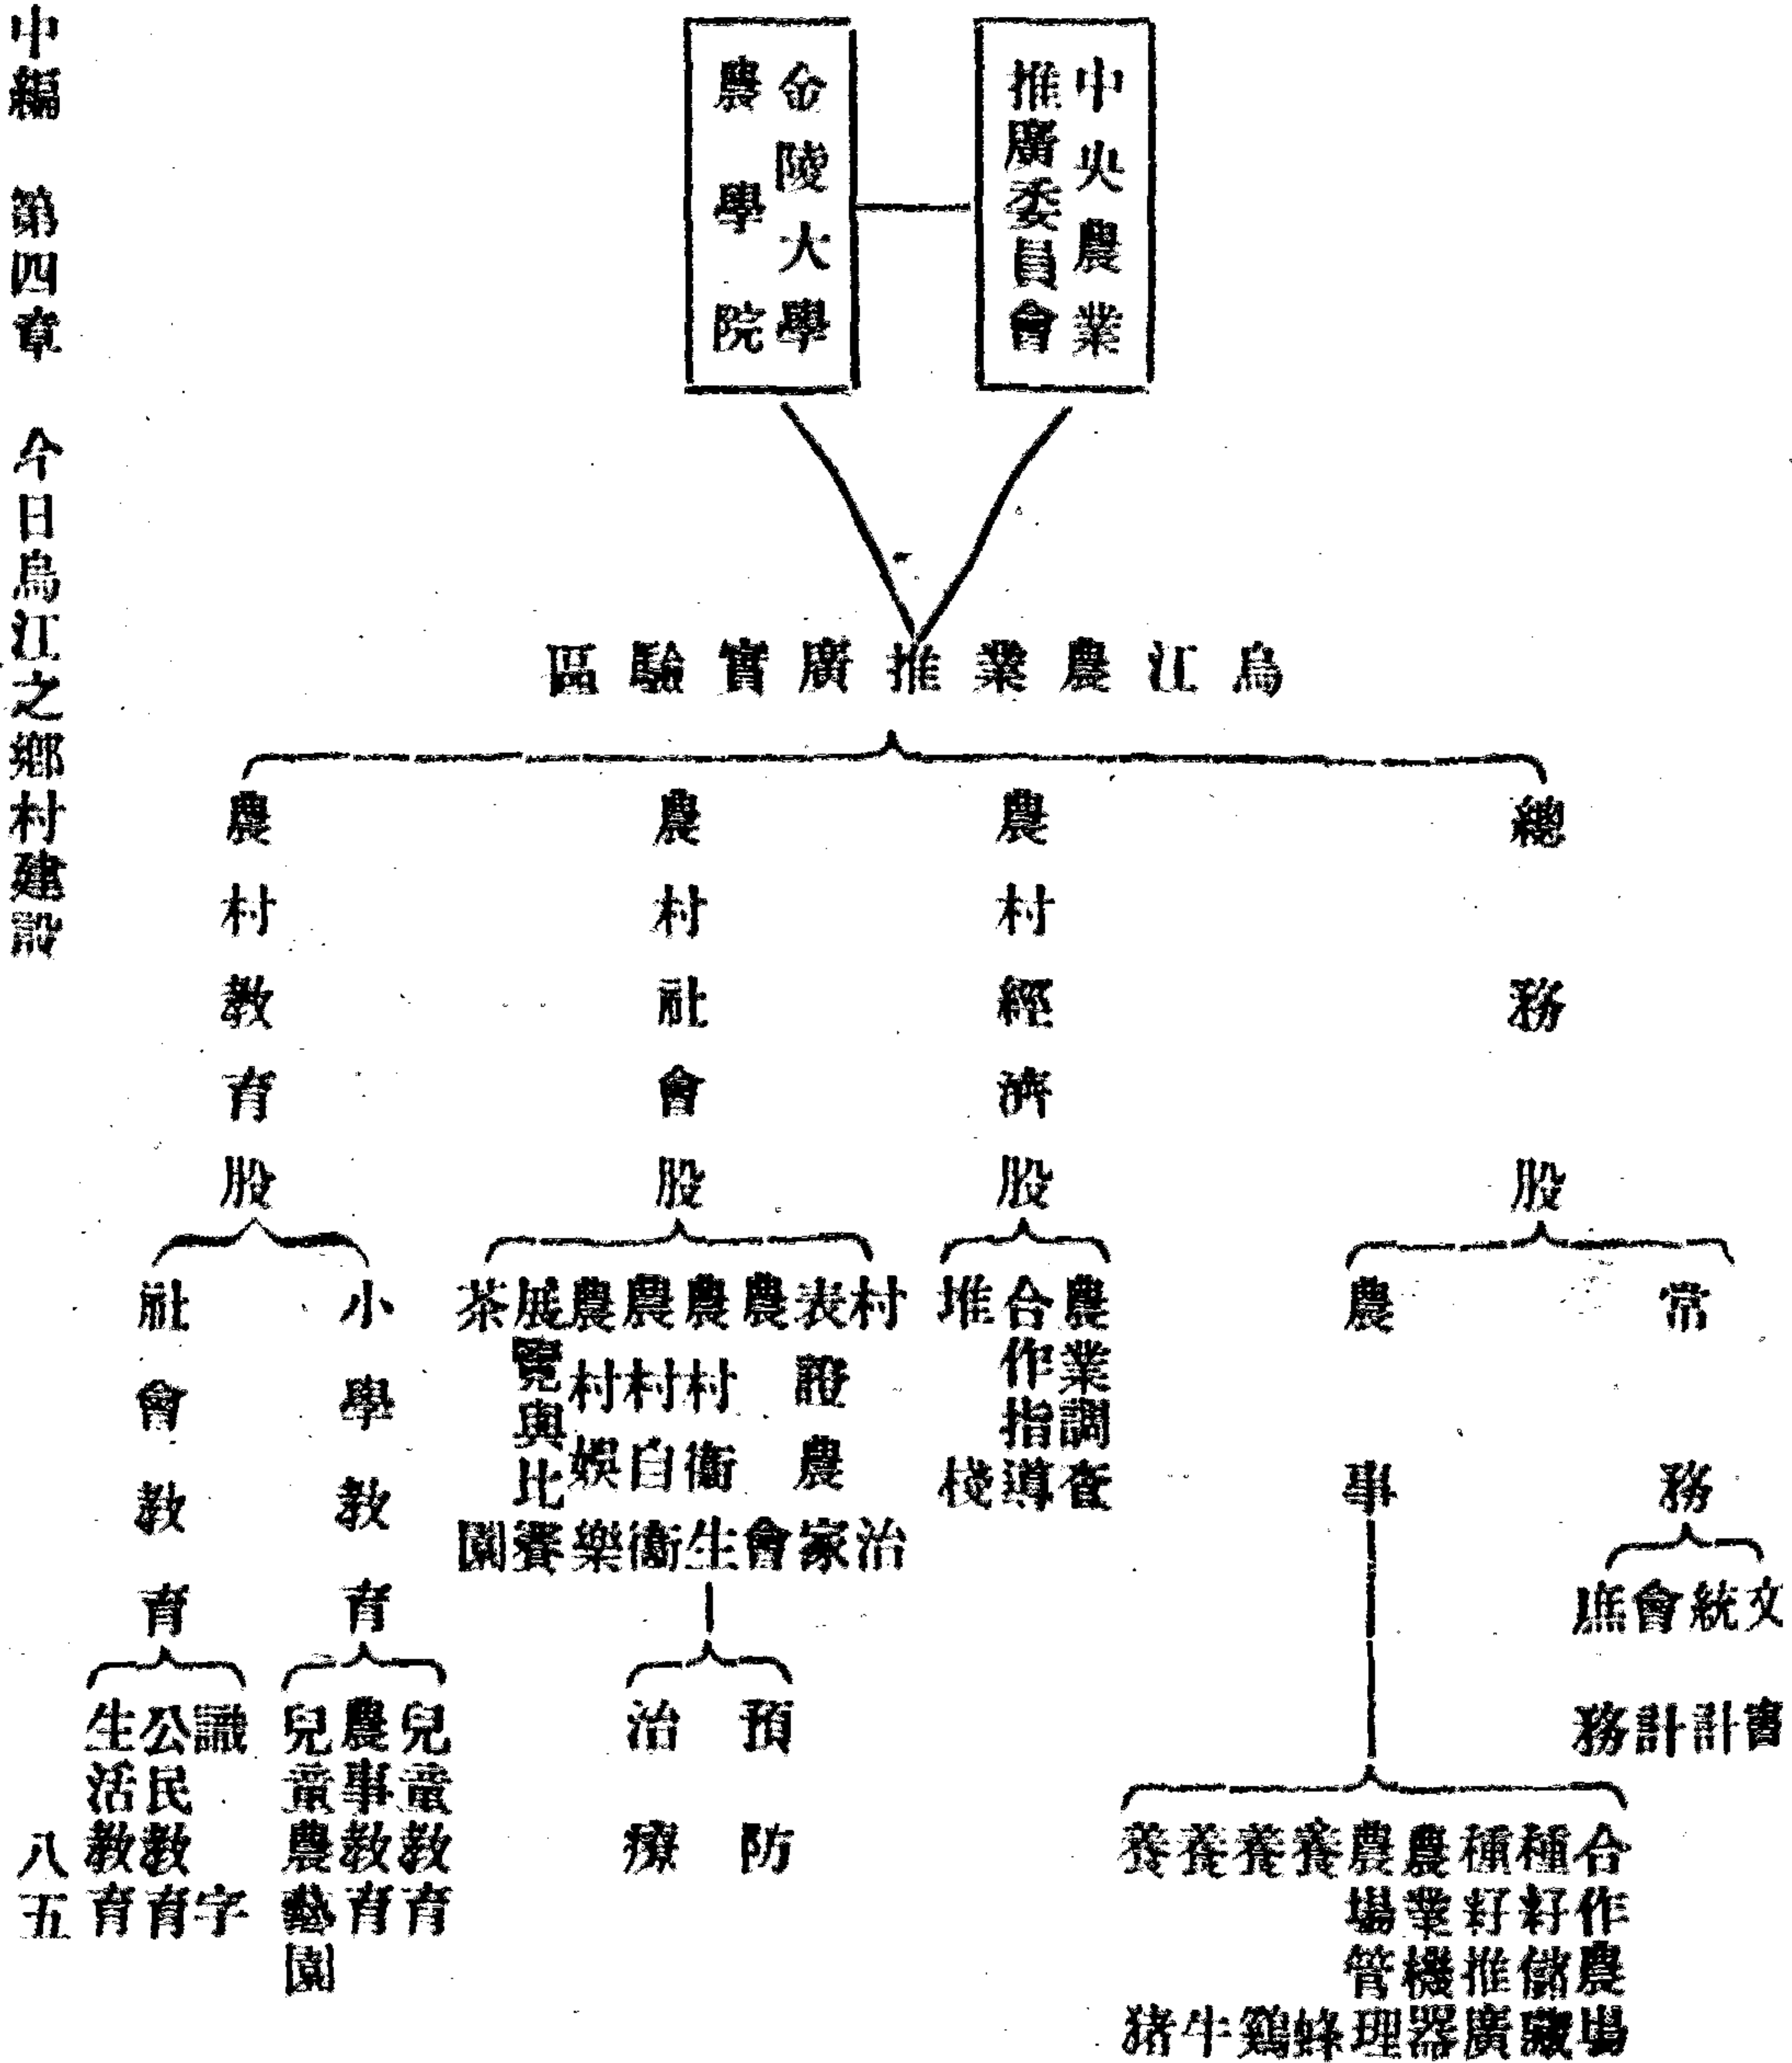 中央農業
推廣委員會
金陵大學
農學院
烏江農業推廣實驗區
總務股
農村經濟股
農村社會股
農村教育股
常務
農事
農業調查
合作指導
堆棧
村治
表證農家
農會
農村衞生
農村自衞
農村娛樂
展覽與比賽
茶園
小學教育
社會教育
文書
統計
會計
庶務
合作農場
種籽儲藏
種籽推廣
農業機器
農場管理
養蜂
養鷄
養牛
養猪
預防
治療
兒童教育
農事教育
兒童農藝園
識字
公民教育
生活教育
中編 第四章 今日烏江之鄉村建設
八五